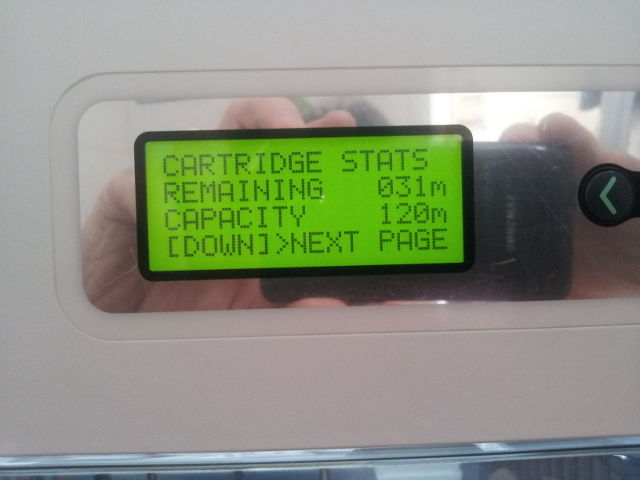 CARTRIDGE STATS
REMAINING 031m
CAPACITY 120m
[DOWN]>NEXT PAGE